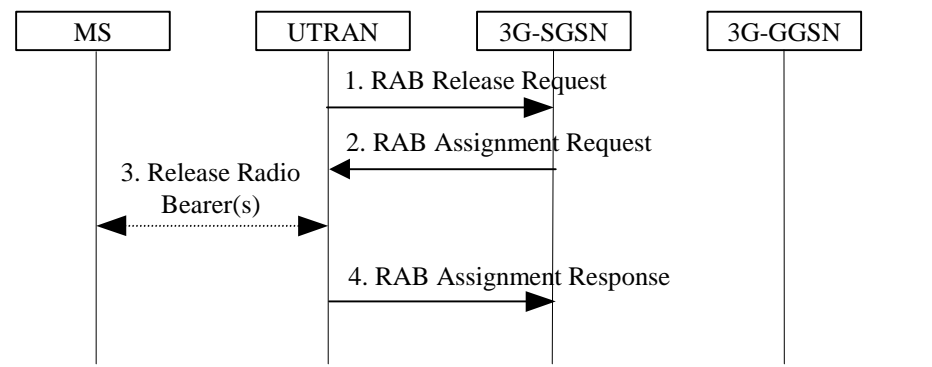 MS
UTRAN
3G-SGSN
3G-GGSN
1. RAB Release Request
2. RAB Assignment Request
3. Release Radio
Bearer(s)
4. RAB Assignment Response